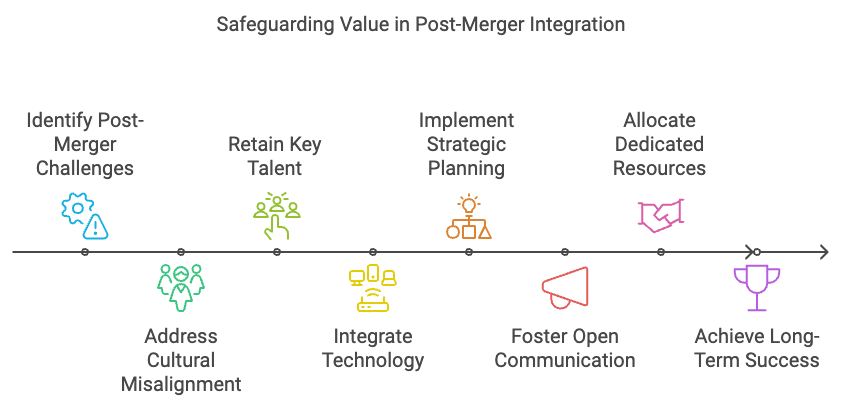 Safeguarding Value in Post-Merger Integration
Identify Post-
Merger
Challenges
Address
Cultural
Misalignment
Retain Key
Talent
Integrate
Technology
Implement
Strategic
Planning
Foster Open
Communication
Allocate
Dedicated
Resources
Achieve Long-
Term Success